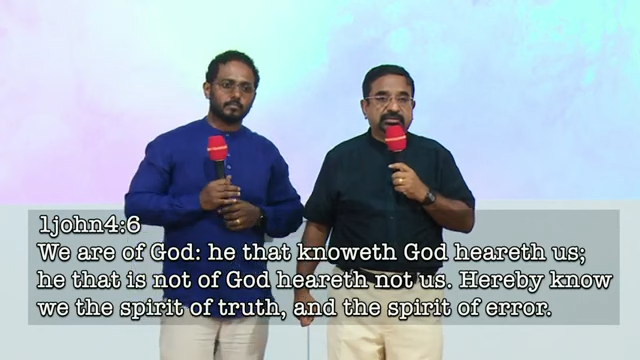 1john4:6
We are of God: he that knoweth God heareth us;
he that is not of God heareth not us. Hereby know
we the spirit of truth, and the spirit of error.